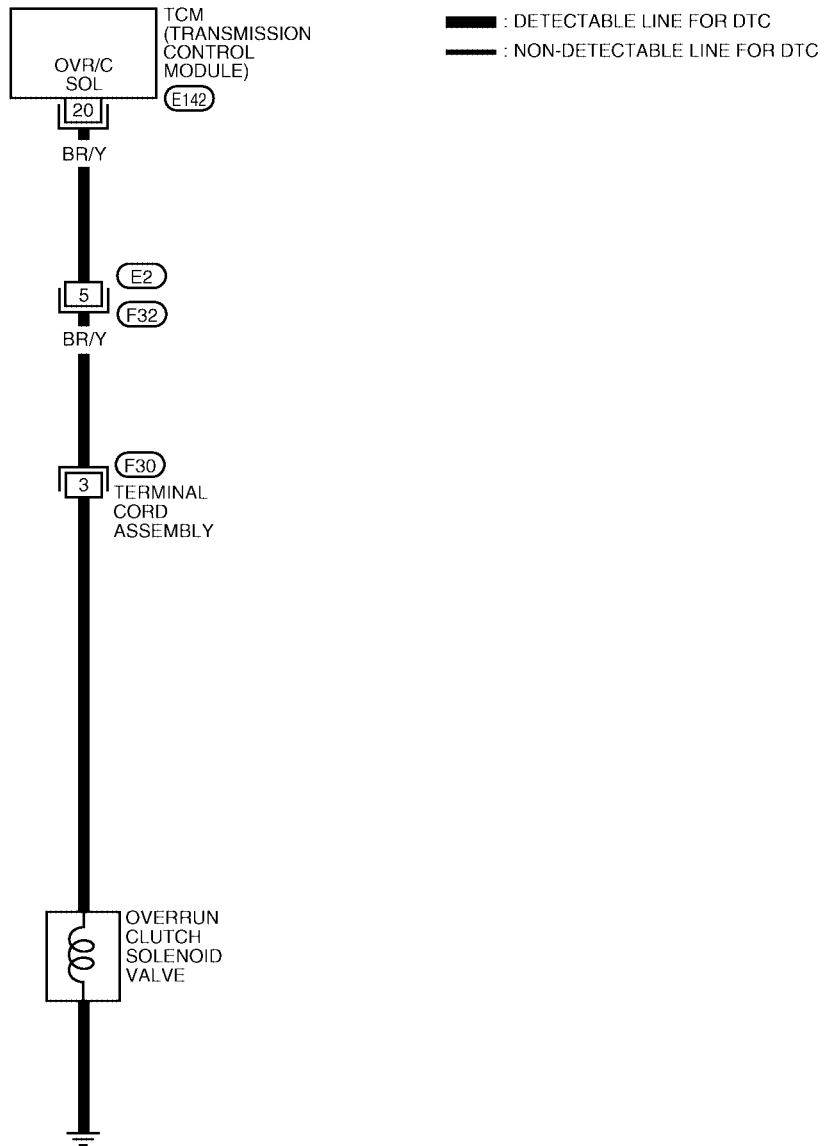 TCM
(TRANSMISSION
CONTROL
MODULE)
OVR/C
SOL
20
E142
BR/Y
: DETECTABLE LINE FOR DTC
: NON-DETECTABLE LINE FOR DTC
E2
5
F32
BR/Y
F30
3
TERMINAL
CORD
ASSEMBLY
OVERRUN
CLUTCH
SOLENOID
VALVE